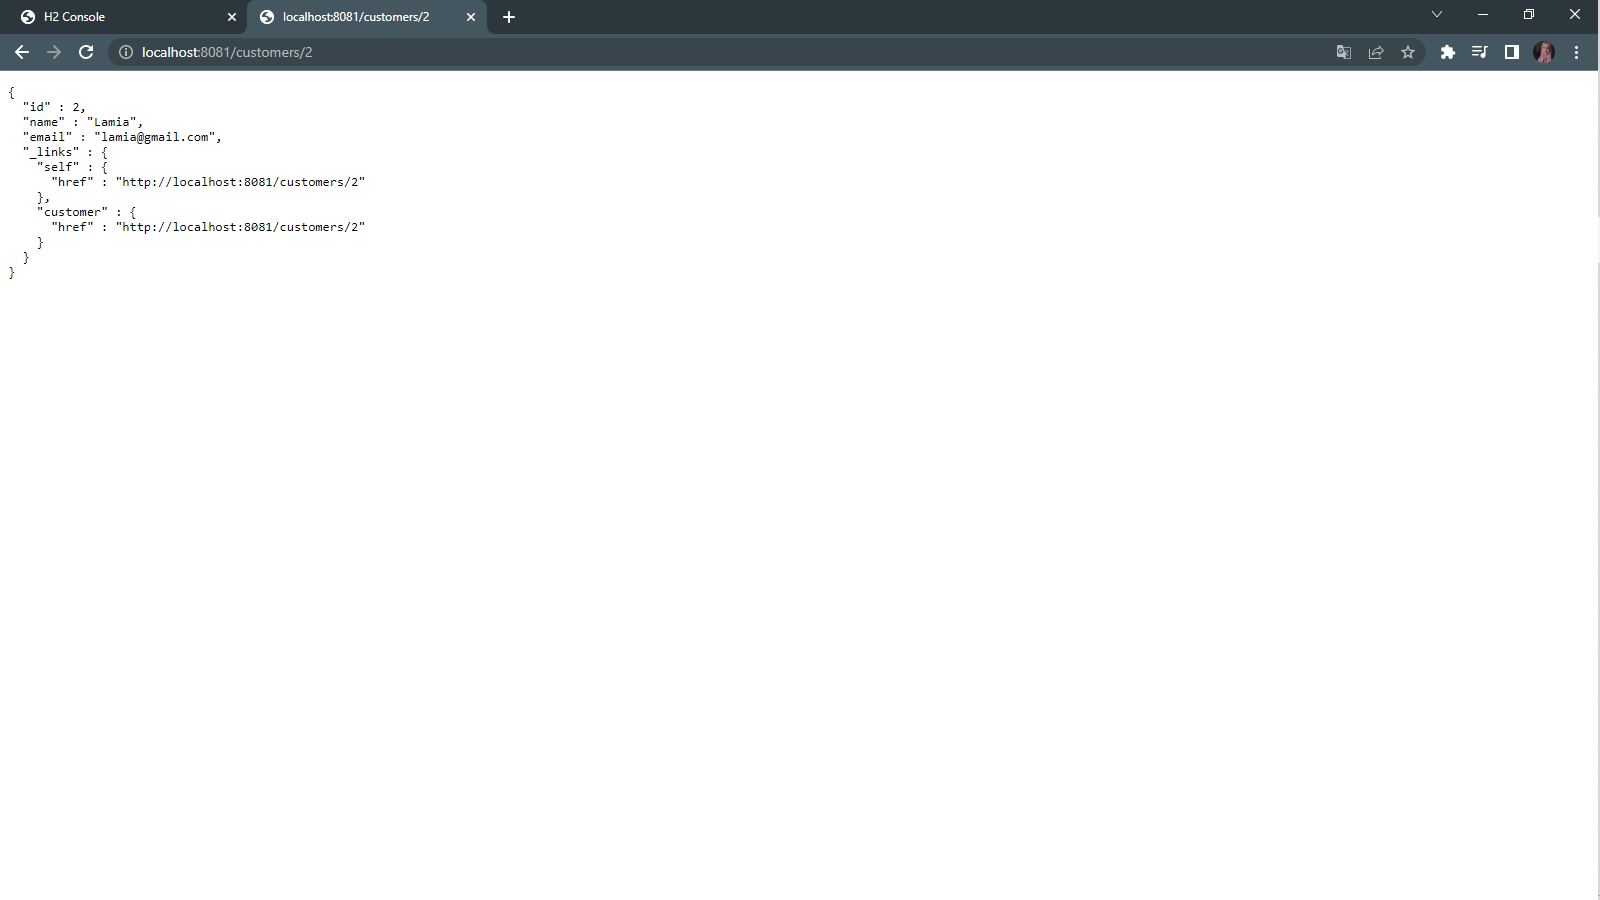 H2 Console
localhost:8081/customers/2
localhost:8081/customers/2
{
  "id" : 2,
  "name" : "Lamia",
  "email" : "lamia@gmail.com",
  "_links" : {
    "self" : {
      "href" : "http://localhost:8081/customers/2"
    },
    "customer" : {
      "href" : "http://localhost:8081/customers/2"
    }
  }
}